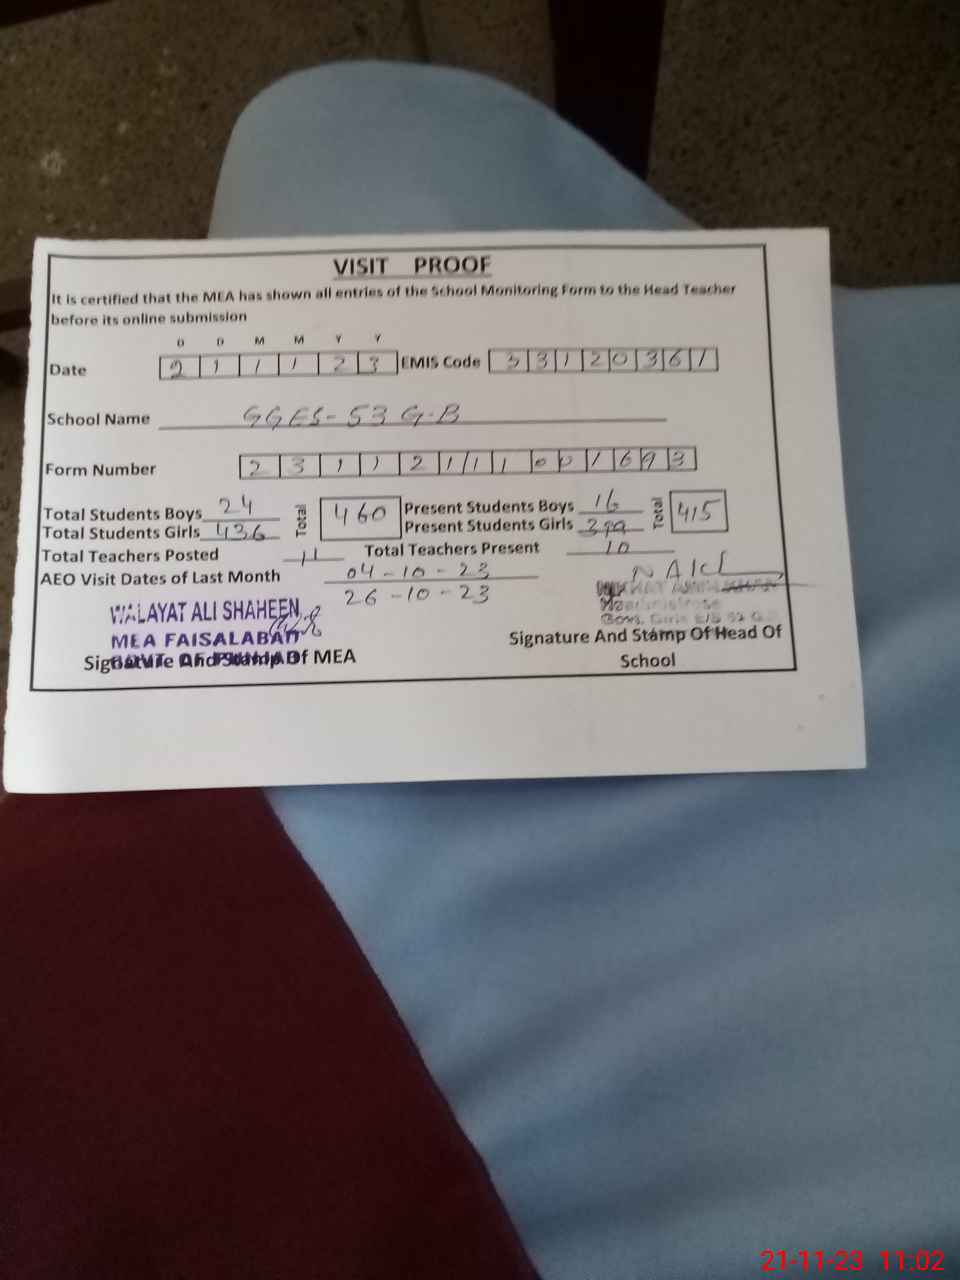 VISIT PROOF
It is certified that the MEA has shown all entries of the School Monitoring Form to the Head Teacher
before its online submission
D D M M Y Y
Date 2 1 1 1 2 3 EMIS Code 3 3 1 2 0 3 6 1
School Name GGES-53 G-B
Form Number 2 3 1 1 2 1 1 1 0 0 1 6 9 3
Total Students Boys 24 Total 460 Present Students Boys 16 Total 415
Total Students Girls 436 Present Students Girls 399
Total Teachers Posted 11 Total Teachers Present 10
AEO Visit Dates of Last Month 04-10-23
26-10-23
WALAYAT ALI SHAHEEN
MEA FAISALABAD
Signature And Stamp Of MEA
Signature And Stamp Of Head Of
School
21-11-23 11:02